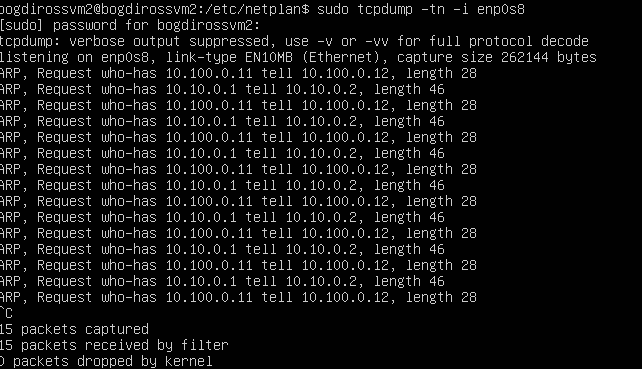 bogdirossvm2@bogdirossvm2:/etc/netplan$ sudo tcpdump -tn -i enp0s8
[sudo] password for bogdirossvm2:
tcpdump: verbose output suppressed, use -v or -vv for full protocol decode
listening on enp0s8, link-type EN10MB (Ethernet), capture size 262144 bytes
ARP, Request who-has 10.100.0.11 tell 10.100.0.12, length 28
ARP, Request who-has 10.10.0.1 tell 10.10.0.2, length 46
ARP, Request who-has 10.100.0.11 tell 10.100.0.12, length 28
ARP, Request who-has 10.10.0.1 tell 10.10.0.2, length 46
ARP, Request who-has 10.100.0.11 tell 10.100.0.12, length 28
ARP, Request who-has 10.10.0.1 tell 10.10.0.2, length 46
ARP, Request who-has 10.100.0.11 tell 10.100.0.12, length 28
ARP, Request who-has 10.10.0.1 tell 10.10.0.2, length 46
ARP, Request who-has 10.100.0.11 tell 10.100.0.12, length 28
ARP, Request who-has 10.10.0.1 tell 10.10.0.2, length 46
ARP, Request who-has 10.100.0.11 tell 10.100.0.12, length 28
ARP, Request who-has 10.10.0.1 tell 10.10.0.2, length 46
ARP, Request who-has 10.100.0.11 tell 10.100.0.12, length 28
ARP, Request who-has 10.10.0.1 tell 10.10.0.2, length 46
ARP, Request who-has 10.100.0.11 tell 10.100.0.12, length 28
^C
15 packets captured
15 packets received by filter
0 packets dropped by kernel